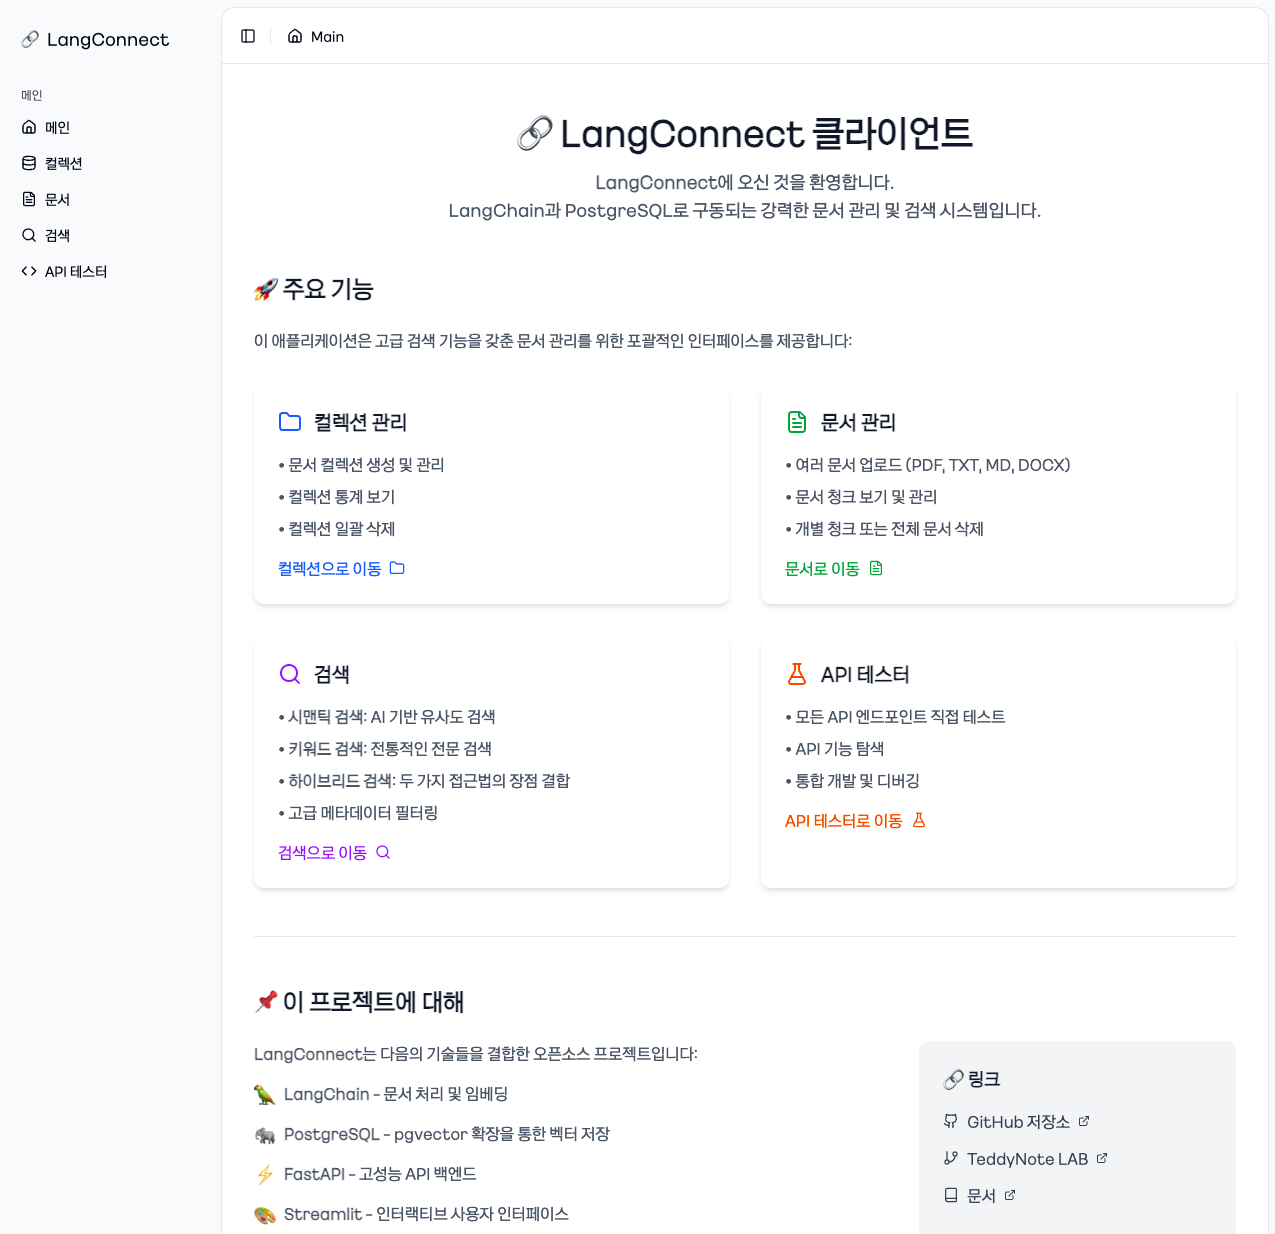 LangConnect
메인
메인
컬렉션
문서
검색
API 테스터
Main
LangConnect 클라이언트
LangConnect에 오신 것을 환영합니다.
LangChain과 PostgreSQL로 구동되는 강력한 문서 관리 및 검색 시스템입니다.
주요 기능
이 애플리케이션은 고급 검색 기능을 갖춘 문서 관리를 위한 포괄적인 인터페이스를 제공합니다:
컬렉션 관리
• 문서 컬렉션 생성 및 관리
• 컬렉션 통계 보기
• 컬렉션 일괄 삭제
컬렉션으로 이동
문서 관리
• 여러 문서 업로드 (PDF, TXT, MD, DOCX)
• 문서 청크 보기 및 관리
• 개별 청크 또는 전체 문서 삭제
문서로 이동
검색
• 시맨틱 검색: AI 기반 유사도 검색
• 키워드 검색: 전통적인 전문 검색
• 하이브리드 검색: 두 가지 접근법의 장점 결합
• 고급 메타데이터 필터링
검색으로 이동
API 테스터
• 모든 API 엔드포인트 직접 테스트
• API 기능 탐색
• 통합 개발 및 디버깅
API 테스터로 이동
이 프로젝트에 대해
LangConnect는 다음의 기술들을 결합한 오픈소스 프로젝트입니다:
LangChain - 문서 처리 및 임베딩
PostgreSQL - pgvector 확장을 통한 벡터 저장
FastAPI - 고성능 API 백엔드
Streamlit - 인터랙티브 사용자 인터페이스
링크
GitHub 저장소
TeddyNote LAB
문서